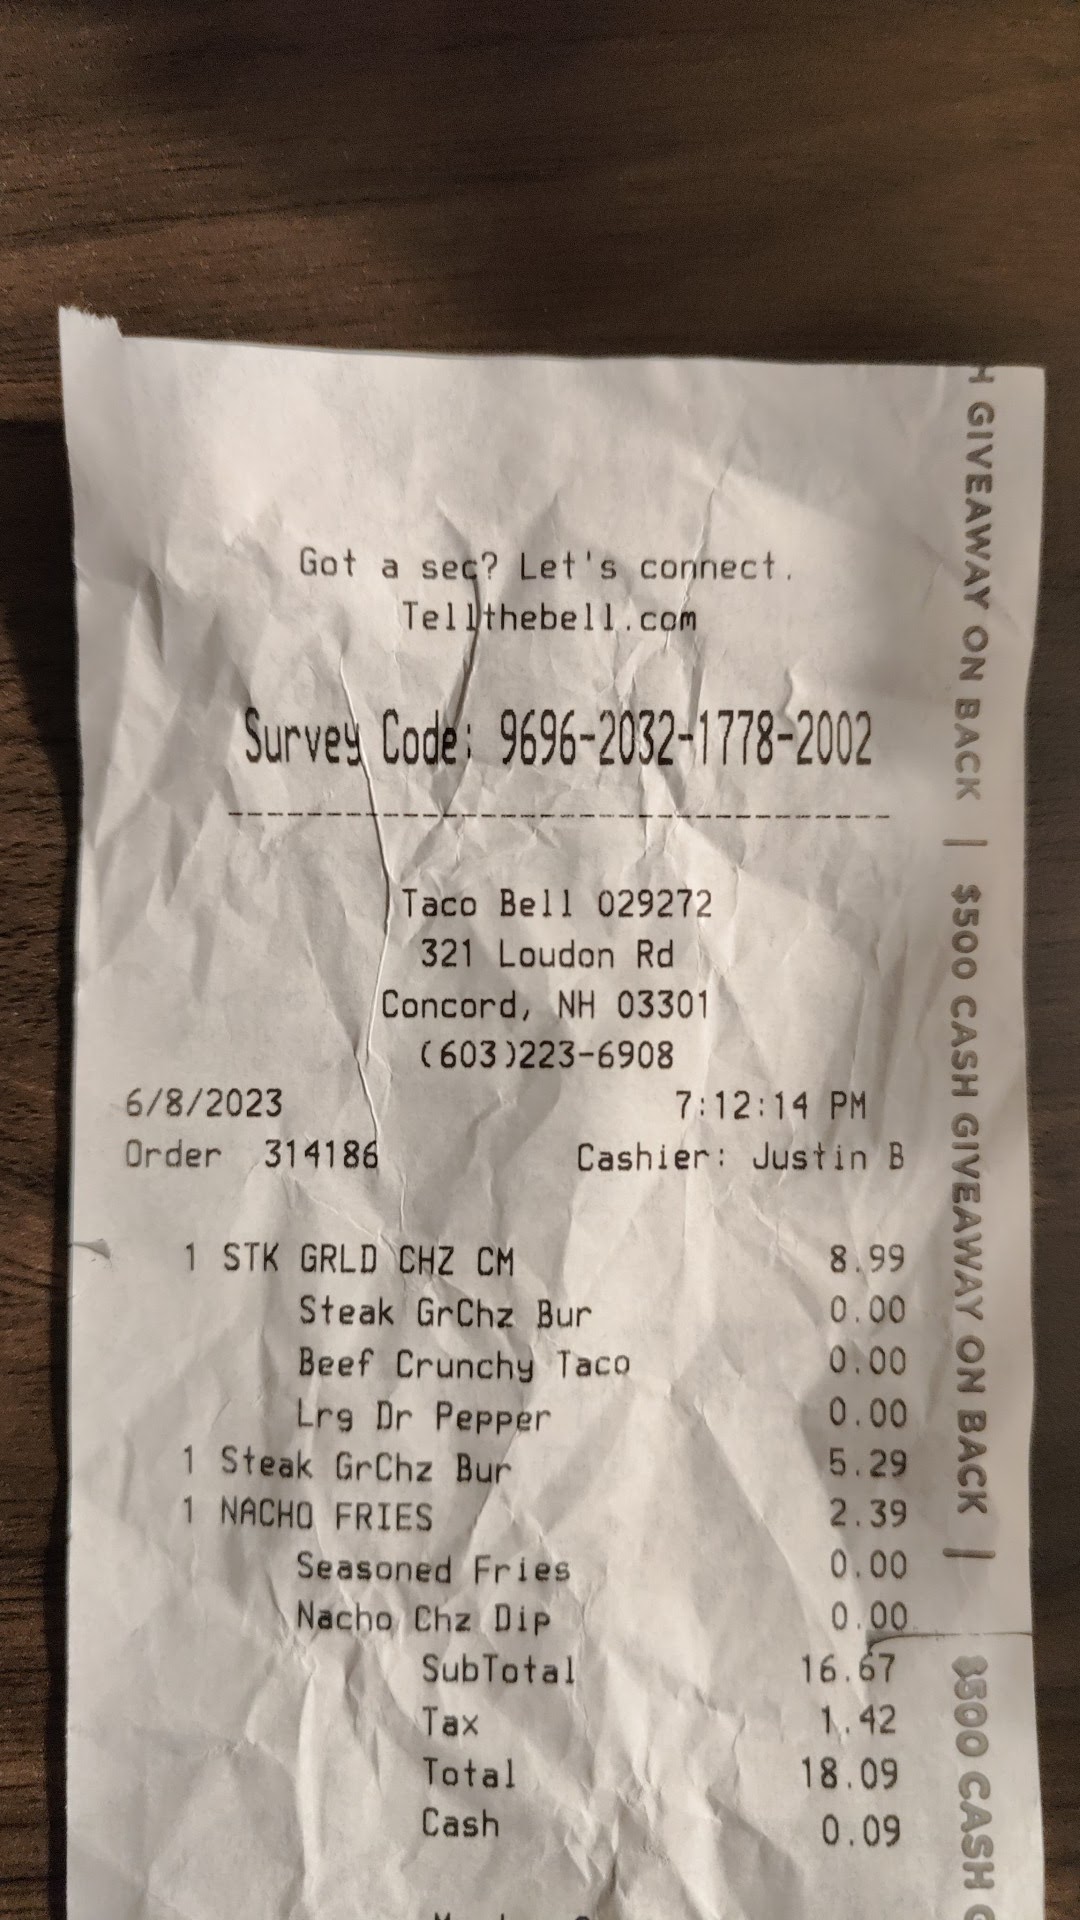 Got a sec? Let's connect.
Tellthebell.com
Survey Code: 9696-2032-1778-2002
----------------------------------
Taco Bell 029272
321 Loudon Rd
Concord, NH 03301
(603)223-6908
6/8/2023 7:12:14 PM
Order 314186 Cashier: Justin B
1 STK GRLD CHZ CM 8.99
Steak GrChz Bur 0.00
Beef Crunchy Taco 0.00
Lrg Dr Pepper 0.00
1 Steak GrChz Bur 5.29
1 NACHO FRIES 2.39
Seasoned Fries 0.00
Nacho Chz Dip 0.00
SubTotal 16.67
Tax 1.42
Total 18.09
Cash 0.09
H GIVEAWAY ON BACK | $500 CASH GIVEAWAY ON BACK | $500 CASH